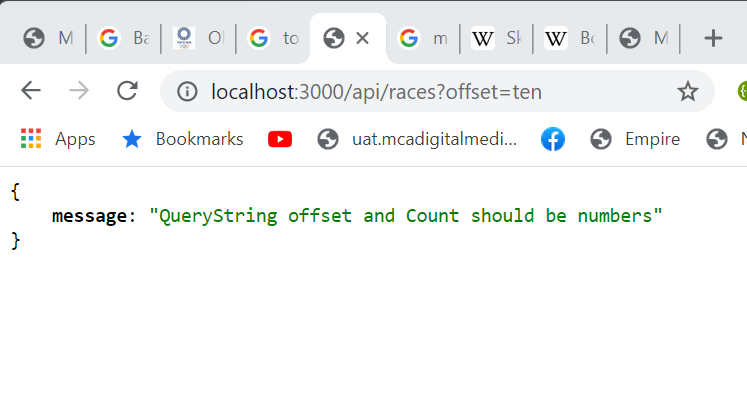 M
G Ba
Ol
G to
G m
W Sk
W Bo
M
localhost:3000/api/races?offset=ten
Apps Bookmarks uat.mcadigitalmedi... Empire
{
message: "QueryString offset and Count should be numbers"
}